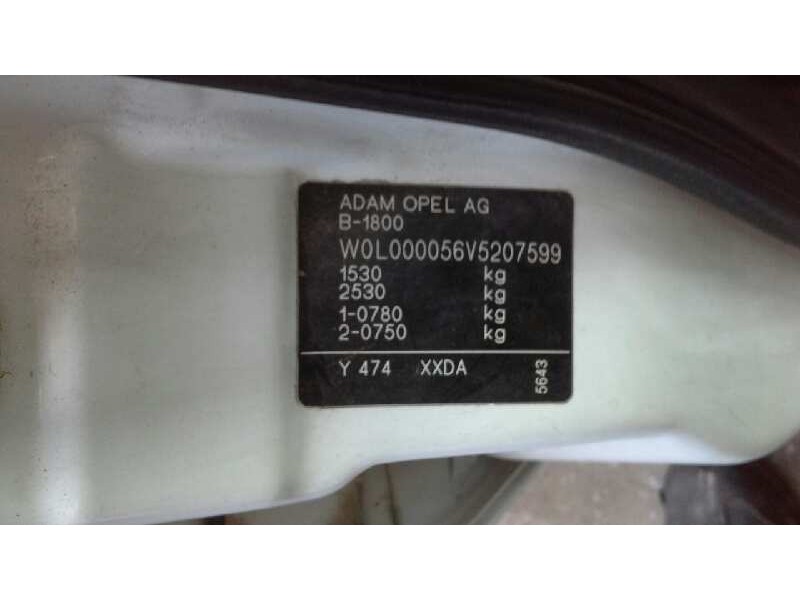 ADAM OPEL AG
B-1800
W0L000056V5207599
1530 kg
2530 kg
1-0780 kg
2-0750 kg
Y 474 XXDA
5643